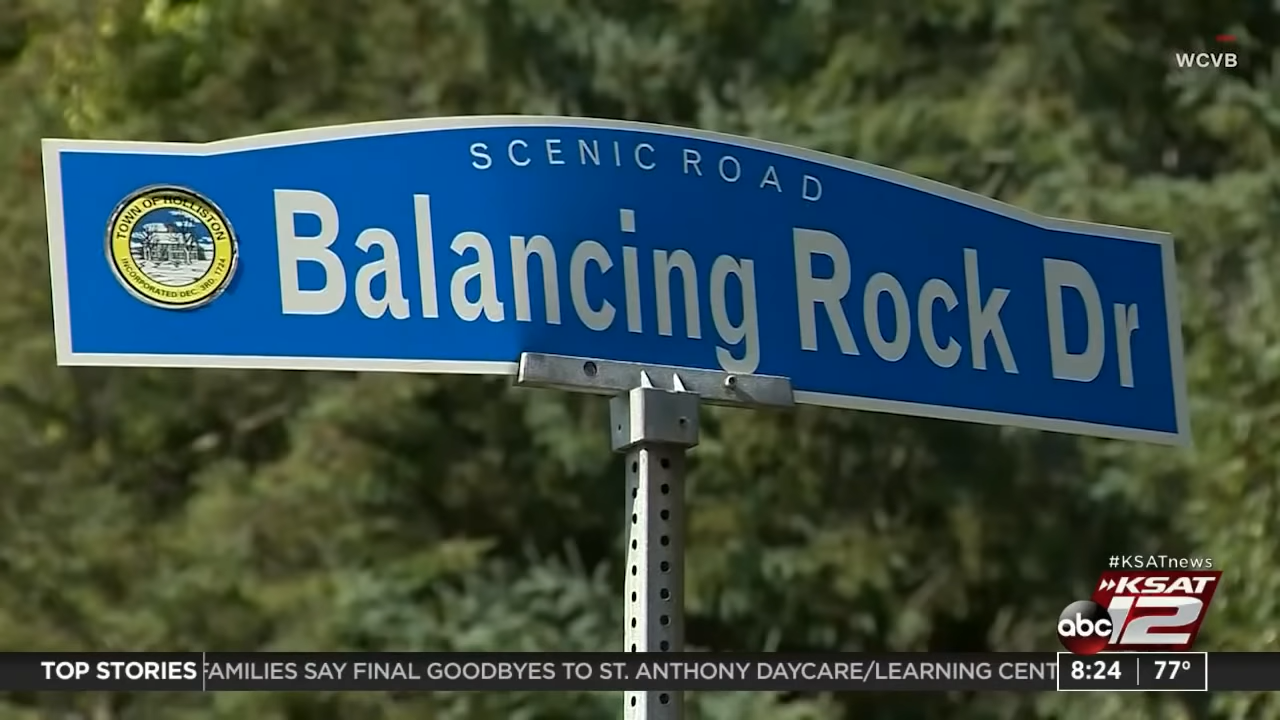 WCVB
SCENIC ROAD
TOWN OF HOLLISTON
INCORPORATED DEC. 3RD. 1724
Balancing Rock Dr
#KSATnews
KSAT
abc 12
TOP STORIES FAMILIES SAY FINAL GOODBYES TO ST. ANTHONY DAYCARE/LEARNING CENT 8:24 77°